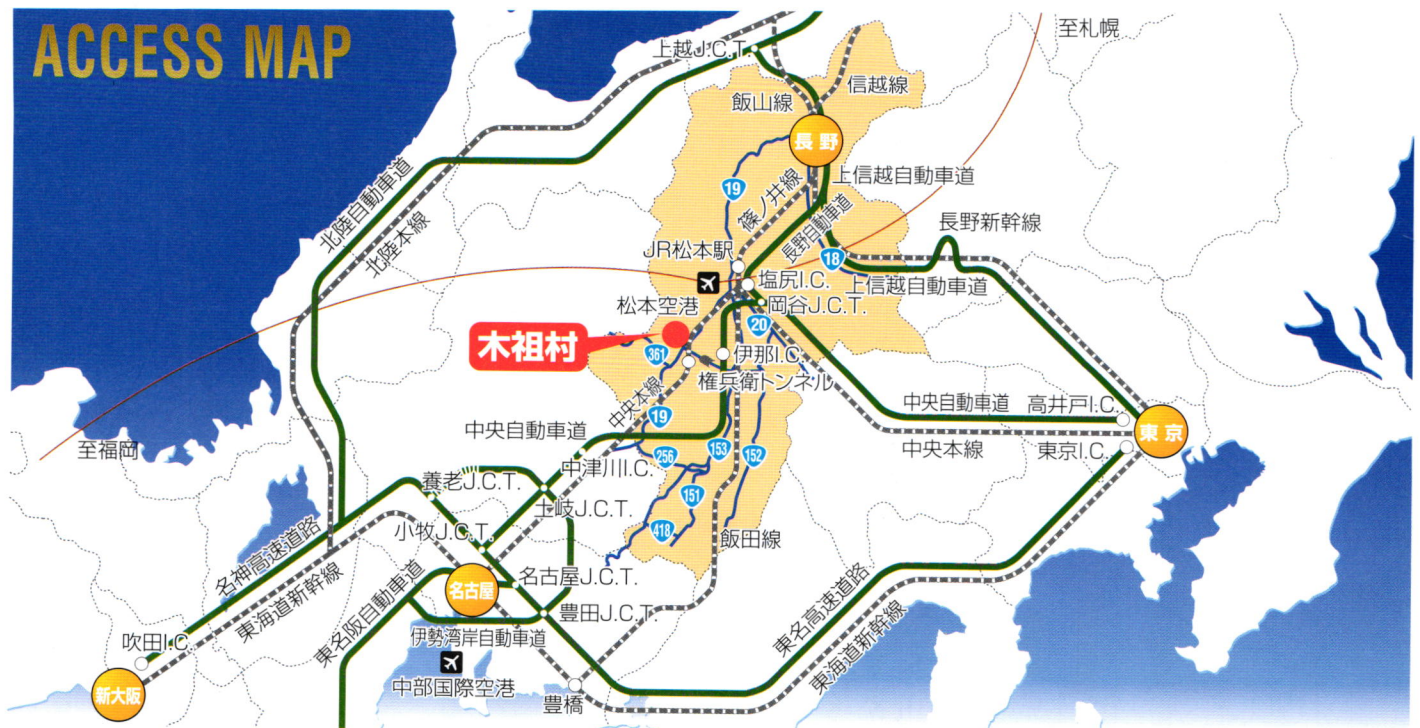 ACCESS MAP
至札幌
上越J.C.T.
信越線
飯山線
長野
上信越自動車道
19
篠ノ井線
長野自動車道
長野新幹線
北陸自動車道
北陸本線
JR松本駅
18
塩尻I.C.
上信越自動車道
松本空港
岡谷J.C.T.
20
木祖村
361
伊那I.C.
権兵衛トンネル
中央本線
19
中央自動車道
高井戸I.C.
東京
中央自動車道
中央本線
東京I.C.
至福岡
256
153
152
中津川I.C.
養老J.C.T.
151
土岐J.C.T.
418
小牧J.C.T.
飯田線
名神高速道路
東海道新幹線
東名阪自動車道
名古屋
名古屋J.C.T.
豊田J.C.T.
東名高速道路
東海道新幹線
伊勢湾岸自動車道
吹田I.C.
中部国際空港
新大阪
豊橋